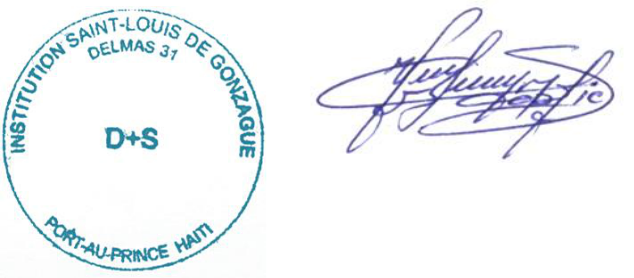 INSTITUTION SAINT-LOUIS DE GONZAGUE
DELMAS 31
D+S
PORT-AU-PRINCE HAITI